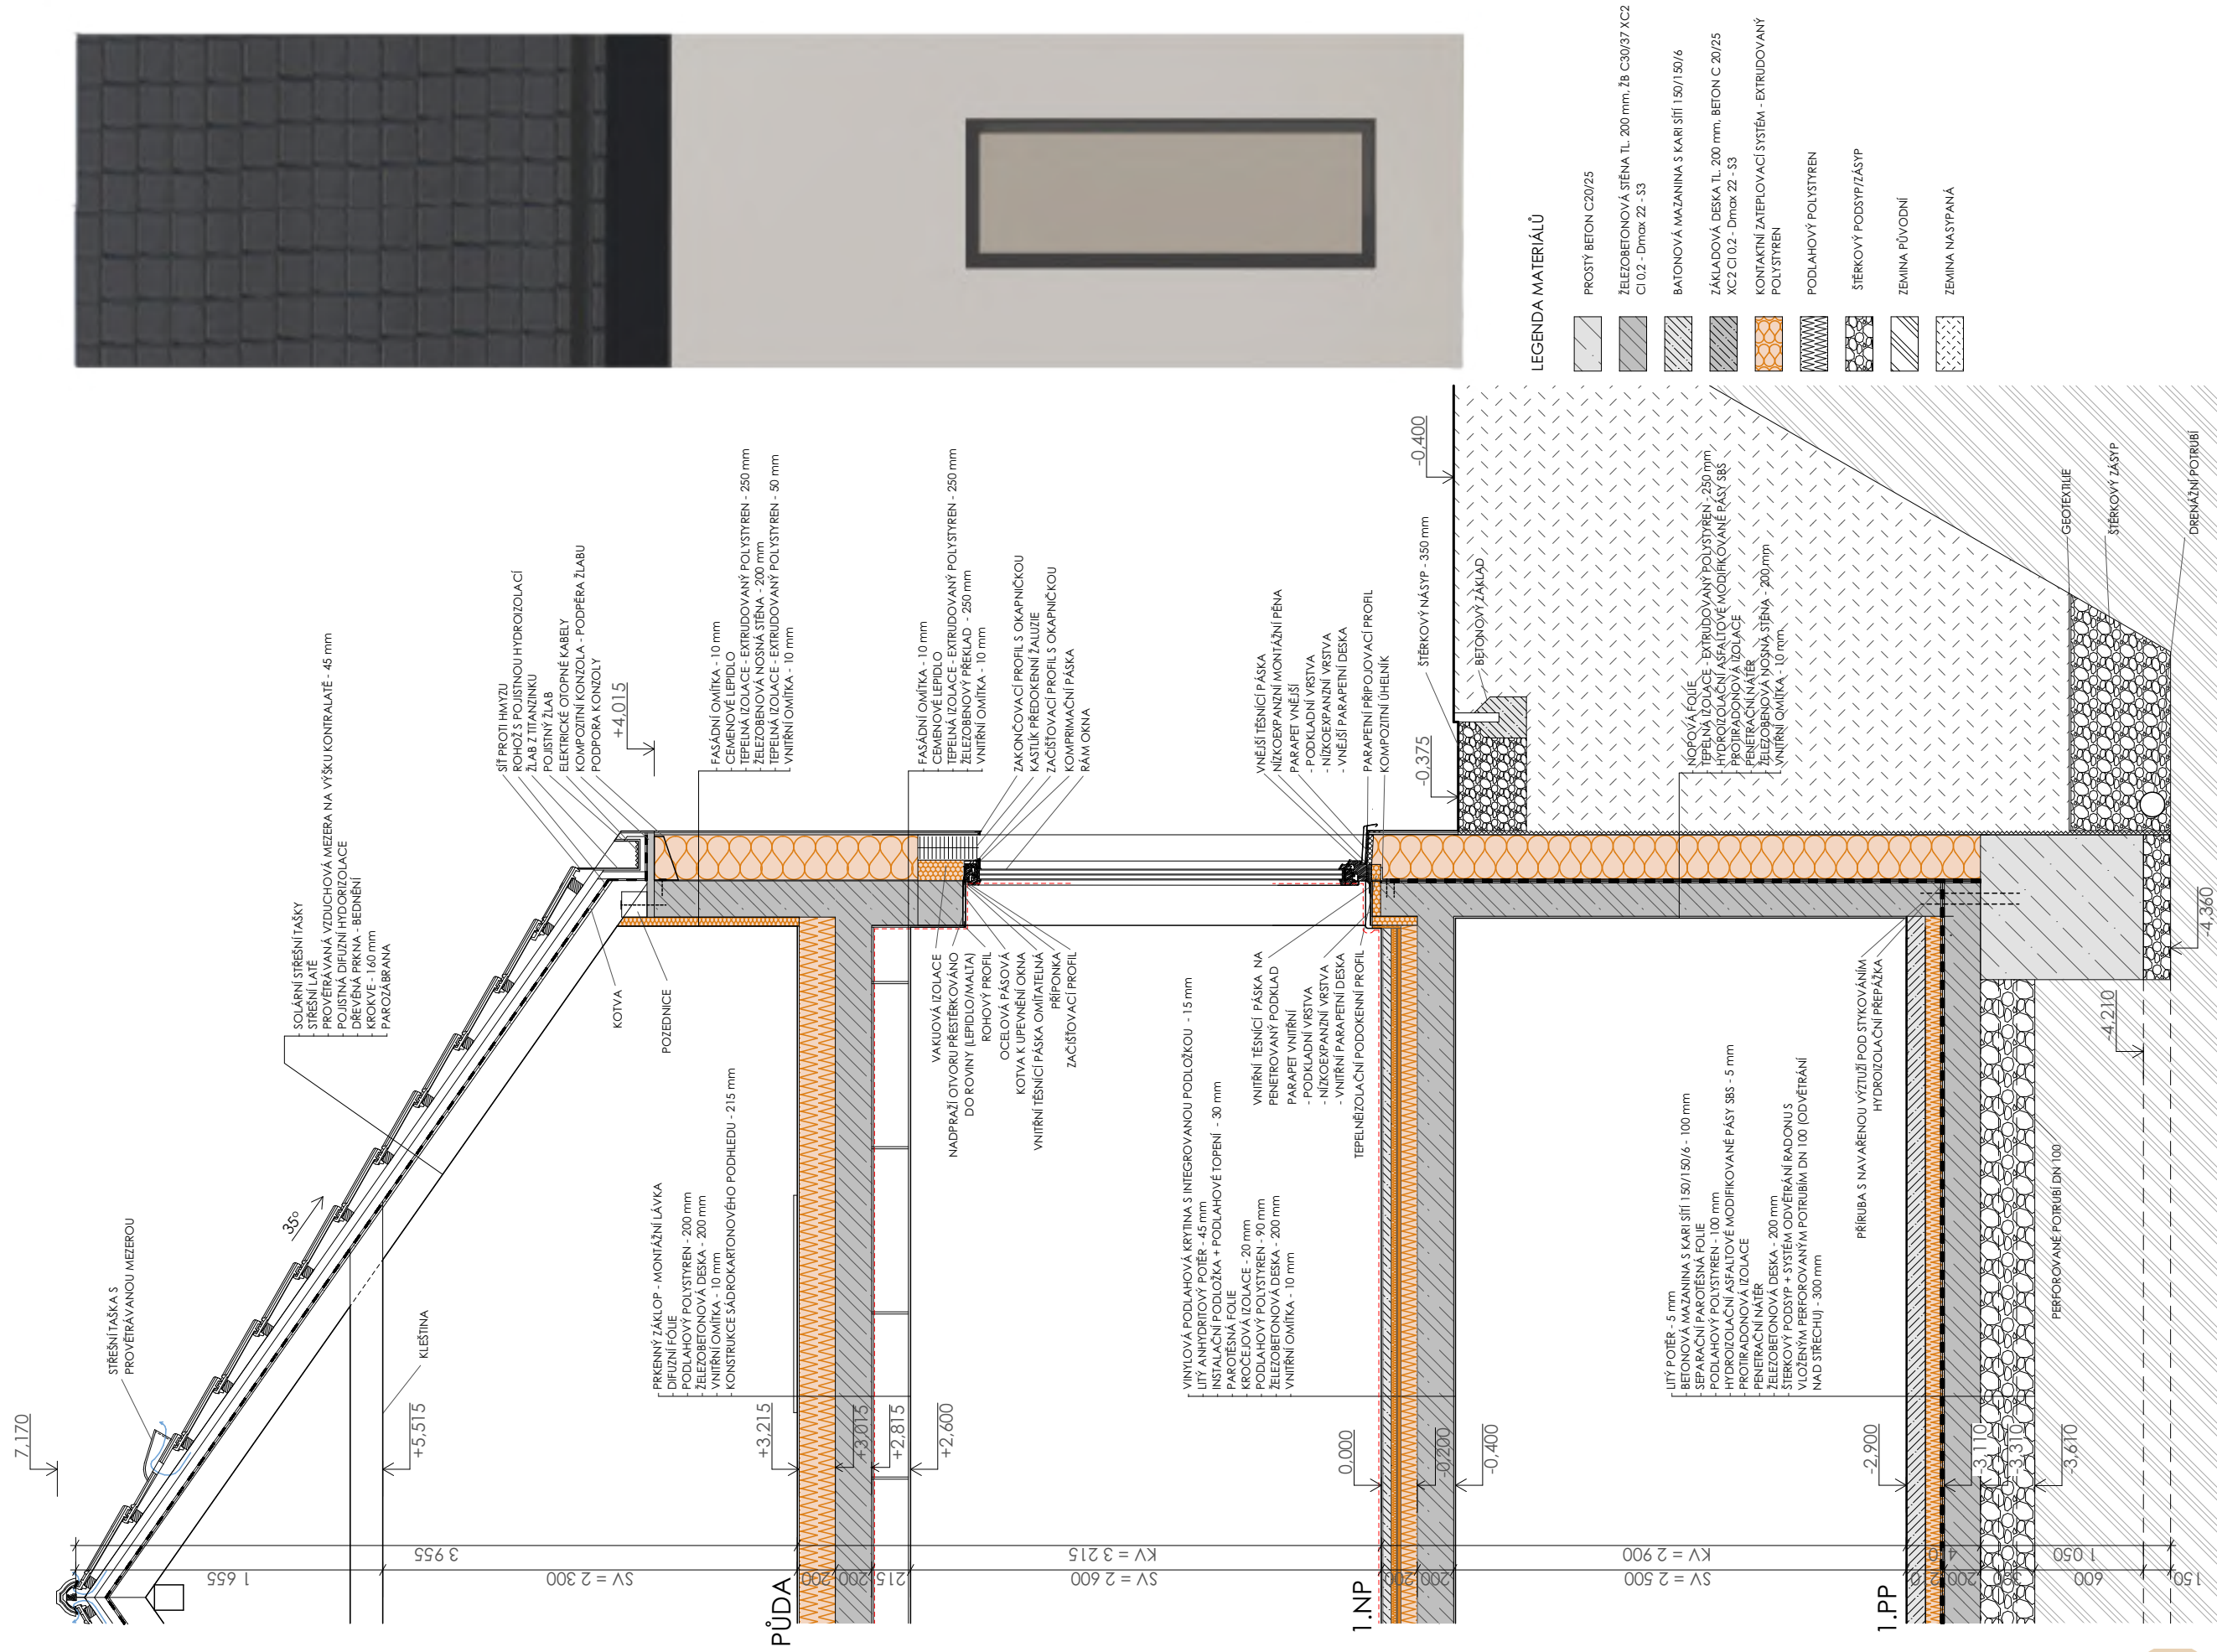 7,170
STŘEŠNÍ TAŠKA S
PROVĚTRÁVANOU MEZEROU
35°
- SOLÁRNÍ STŘEŠNÍ TAŠKY
- STŘEŠNÍ LATĚ
- PROVĚTRÁVANÁ VZDUCHOVÁ MEZERA NA VÝŠKU KONTRALATĚ - 45 mm
- POJISTNÁ DIFUZNÍ HYDORIZOLACE
- DŘEVĚNÁ PRKNA - BEDNĚNÍ
- KROKVE - 160 mm
- PAROZÁBRANA
KLEŠTINA
+5,515
SÍŤ PROTI HMYZU
ROHOŽ S POJISTNOU HYDROIZOLACÍ
ŽLAB Z TITANZINKU
POJISTNÝ ŽLAB
ELEKTRICKÉ OTOPNÉ KABELY
KOMPOZITNÍ KONZOLA - PODPĚRA ŽLABU
PODPORA KONZOLY
+4,015
KOTVA
POZEDNICE
- FASÁDNÍ OMÍTKA - 10 mm
- CEMENOVÉ LEPIDLO
- TEPELNÁ IZOLACE - EXTRUDOVANÝ POLYSTYREN - 250 mm
- ŽELEZOBENOVÁ NOSNÁ STĚNA - 200 mm
- TEPELNÁ IZOLACE - EXTRUDOVANÝ POLYSTYREN - 50 mm
- VNITŘNÍ OMÍTKA - 10 mm
- PRKENNÝ ZÁKLOP - MONTÁŽNÍ LÁVKA
- DIFUZNÍ FÓLIE
- PODLAHOVÝ POLYSTYREN - 200 mm
- ŽELEZOBETONOVÁ DESKA - 200 mm
- VNITŘNÍ OMÍTKA - 10 mm
- KONSTRUKCE SÁDROKARTONOVÉHO PODHLEDU - 215 mm
+3,215
+3,015
+2,815
+2,600
- FASÁDNÍ OMÍTKA - 10 mm
- CEMENOVÉ LEPIDLO
- TEPELNÁ IZOLACE - EXTRUDOVANÝ POLYSTYREN - 250 mm
- ŽELEZOBENOVÝ PŘEKLAD - 250 mm
- VNITŘNÍ OMÍTKA - 10 mm
ZAKONČOVACÍ PROFIL S OKAPNIČKOU
KASTLÍK PŘEDOKENNÍ ŽALUZIE
ZAČIŠŤOVACÍ PROFIL S OKAPNIČKOU
KOMPRIMAČNÍ PÁSKA
RÁM OKNA
VAKUOVÁ IZOLACE
NADPRAŽÍ OTVORU PŘESTĚRKOVÁNO
DO ROVINY (LEPIDLO/MALTA)
ROHOVÝ PROFIL
OCELOVÁ PÁSOVÁ
KOTVA K UPEVNĚNÍ OKNA
VNITŘNÍ TĚSNÍCÍ PÁSKA OMÍTATELNÁ
PŘÍPONKA
ZAČIŠŤOVACÍ PROFIL
VNĚJŠÍ TĚSNÍCÍ PÁSKA
NÍZKOEXPANZNÍ MONTÁŽNÍ PĚNA
PARAPET VNĚJŠÍ
- PODKLADNÍ VRSTVA
- NÍZKOEXPANZNÍ VRSTVA
- VNĚJŠÍ PARAPETNÍ DESKA
PARAPETNÍ PŘIPOJOVACÍ PROFIL
KOMPOZITNÍ ÚHELNÍK
VNITŘNÍ TĚSNÍCÍ PÁSKA NA
PENETROVANÝ PODKLAD
PARAPET VNITŘNÍ
- PODKLADNÍ VRSTVA
- NÍZKOEXPANZNÍ VRSTVA
- VNITŘNÍ PARAPETNÍ DESKA
TEPELNĚIZOLAČNÍ PODOKENNÍ PROFIL
- VINYLOVÁ PODLAHOVÁ KRYTINA S INTEGROVANOU PODLOŽKOU - 15 mm
- LITÝ ANHYDRITOVÝ POTĚR - 45 mm
- INSTALAČNÍ PODLOŽKA + PODLAHOVÉ TOPENÍ - 30 mm
- PAROTĚSNÁ FOLIE
- KROČEJOVÁ IZOLACE - 20 mm
- PODLAHOVÝ POLYSTYREN - 90 mm
- ŽELEZOBETONOVÁ DESKA - 200 mm
- VNITŘNÍ OMÍTKA - 10 mm
0,000
-0,200
-0,400
-0,400
-0,375
ŠTĚRKOVÝ NÁSYP - 350 mm
BETONOVÝ ZÁKLAD
- NOPOVÁ FOLIE
- TEPELNÁ IZOLACE - EXTRUDOVANÝ POLYSTYREN - 250 mm
- HYDROIZOLAČNÍ ASFALTOVÉ MODIFIKOVANÉ PÁSY SBS
- PROTIRADONOVÁ IZOLACE
- PENETRAČNÍ NÁTĚR
- ŽELEZOBENOVÁ NOSNÁ STĚNA - 200 mm
- VNITŘNÍ OMÍTKA - 10 mm
- LITÝ POTĚR - 5 mm
- BETONOVÁ MAZANINA S KARI SÍTÍ 150/150/6 - 100 mm
- SEPARAČNÍ PAROTĚSNÁ FOLIE
- PODLAHOVÝ POLYSTYREN - 100 mm
- HYDROIZOLAČNÍ ASFALTOVÉ MODIFIKOVANÉ PÁSY SBS - 5 mm
- PROTIRADONOVÁ IZOLACE
- PENETRAČNÍ NÁTĚR
- ŽELEZOBETONOVÁ DESKA - 200 mm
- ŠTĚRKOVÝ PODSYP + SYSTÉM ODVĚTRÁNÍ RADONU S
VLOŽENÝM PERFOROVANÝM POTRUBÍM DN 100 (ODVĚTRÁNÍ
NAD STŘECHU) - 300 mm
PŘÍRUBA S NAVAŘENOU VÝZTUŽÍ POD STYKOVÁNÍM
HYDROIZOLAČNÍ PŘEPÁŽKA
-2,900
-3,110
-3,310
-3,610
PERFOROVANÉ POTRUBÍ DN 100
-4,210
-4,360
GEOTEXTILIE
ŠTĚRKOVÝ ZÁSYP
DRENÁŽNÍ POTRUBÍ
3 955
KV = 3 215
KV = 2 900
1 050
1 655
SV = 2 300
200
200
215
SV = 2 600
200
200
SV = 2 500
200
600
150
PŮDA
1.NP
1.PP
LEGENDA MATERIÁLŮ
PROSTÝ BETON C20/25
ŽELEZOBETONOVÁ STĚNA TL. 200 mm, ŽB C30/37 XC2
Cl 0,2 - Dmax 22 - S3
BATONOVÁ MAZANINA S KARI SÍTÍ 150/150/6
ZÁKLADOVÁ DESKA TL. 200 mm, BETON C 20/25
XC2 Cl 0,2 - Dmax 22 - S3
KONTAKTNÍ ZATEPLOVACÍ SYSTÉM - EXTRUDOVANÝ
POLYSTYREN
PODLAHOVÝ POLYSTYREN
ŠTĚRKOVÝ PODSYP/ZÁSYP
ZEMINA PŮVODNÍ
ZEMINA NASYPANÁ